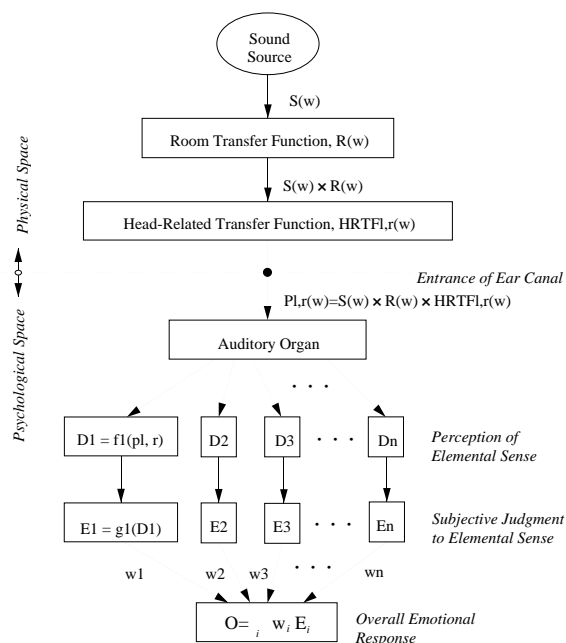 Sound
Source
S(w)
Room Transfer Function, R(w)
S(w) × R(w)
Head-Related Transfer Function, HRTFl,r(w)
Physical Space
Entrance of Ear Canal
Pl,r(w)=S(w) × R(w) × HRTFl,r(w)
Psychological Space
Auditory Organ
. . .
D1 = f1(pl, r) D2 D3 . . . Dn
Perception of
Elemental Sense
E1 = g1(D1) E2 E3 . . . En
Subjective Judgment
to Elemental Sense
w1 w2 w3 . . . wn
O= i wi Ei
Overall Emotional
Response